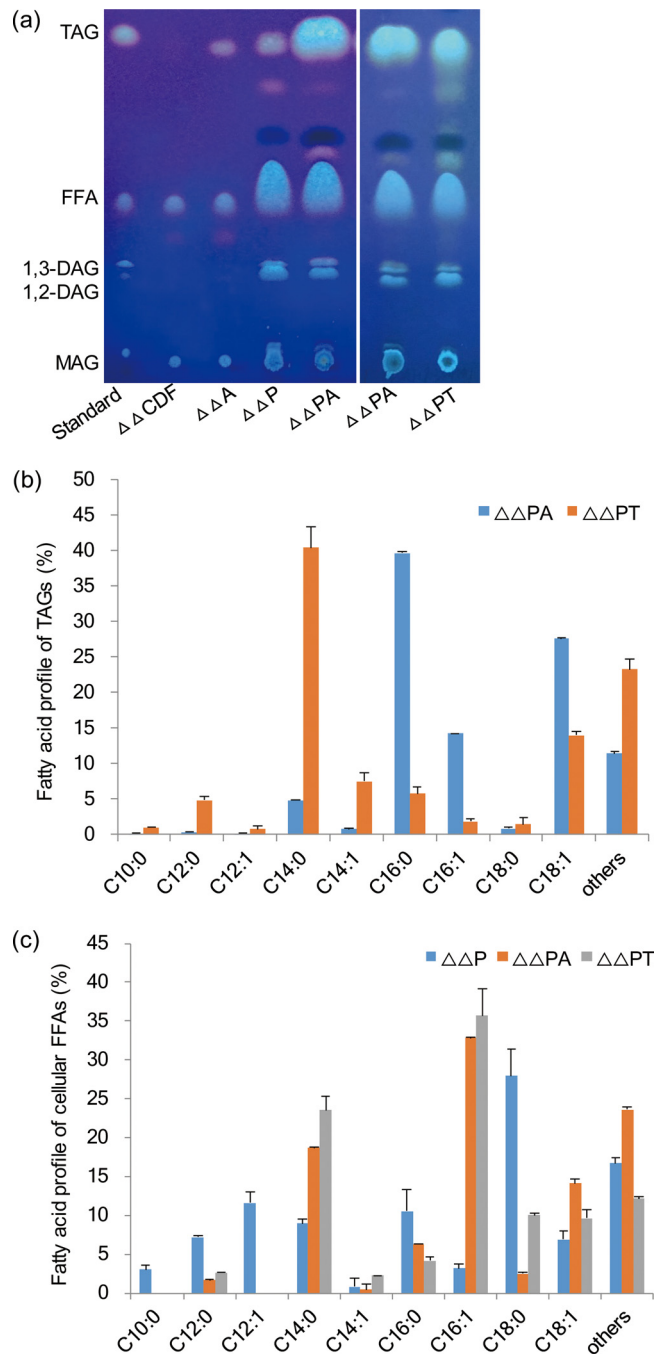 (a)
TAG
FFA
1,3-DAG
1,2-DAG
MAG
Standard
△△CDF
△△A
△△P
△△PA
△△PA
△△PT
(b)
Fatty acid profile of TAGs (%)
50
45
40
35
30
25
20
15
10
5
0
△△PA
△△PT
C10:0
C12:0
C12:1
C14:0
C14:1
C16:0
C16:1
C18:0
C18:1
others
(c)
Fatty acid profile of cellular FFAs (%)
45
40
35
30
25
20
15
10
5
0
△△P
△△PA
△△PT
C10:0
C12:0
C12:1
C14:0
C14:1
C16:0
C16:1
C18:0
C18:1
others